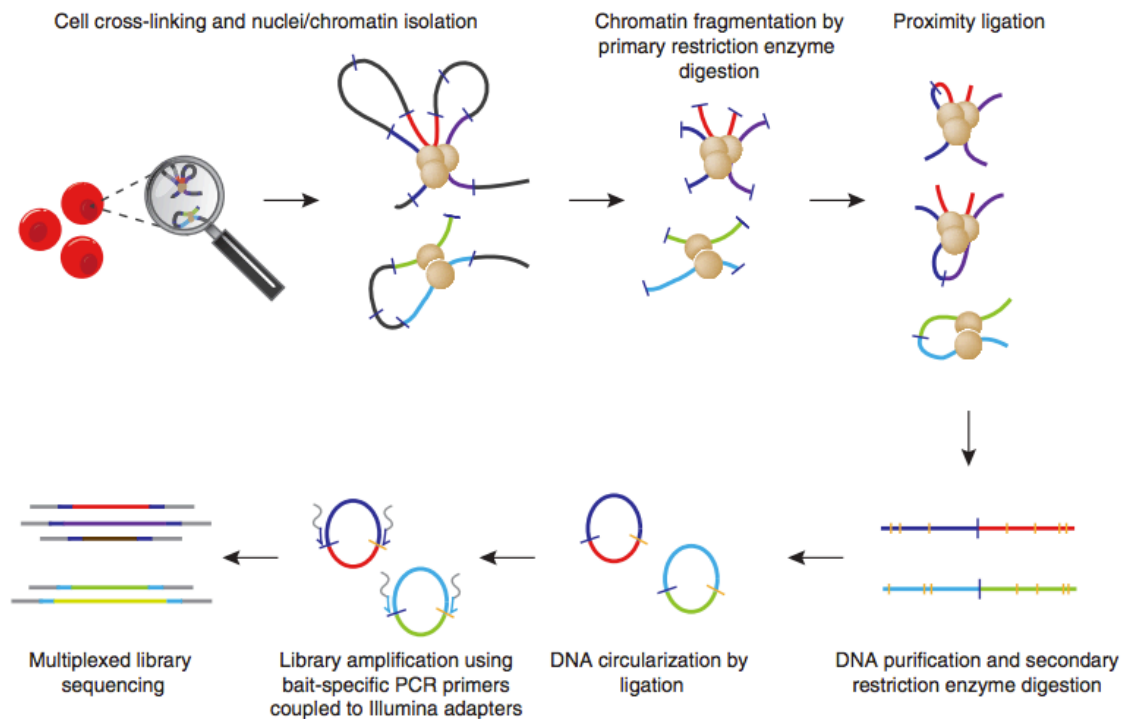 Cell cross-linking and nuclei/chromatin isolation
Chromatin fragmentation by
primary restriction enzyme
digestion
Proximity ligation
Multiplexed library
sequencing
Library amplification using
bait-specific PCR primers
coupled to Illumina adapters
DNA circularization by
ligation
DNA purification and secondary
restriction enzyme digestion